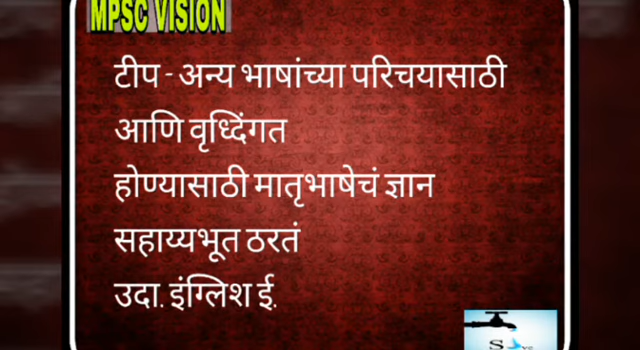 MPSC VISION
टीप - अन्य भाषांच्या परिचयासाठी
आणि वृध्दिंगत
होण्यासाठी मातृभाषेचं ज्ञान
सहाय्यभूत ठरतं
उदा. इंग्लिश ई.